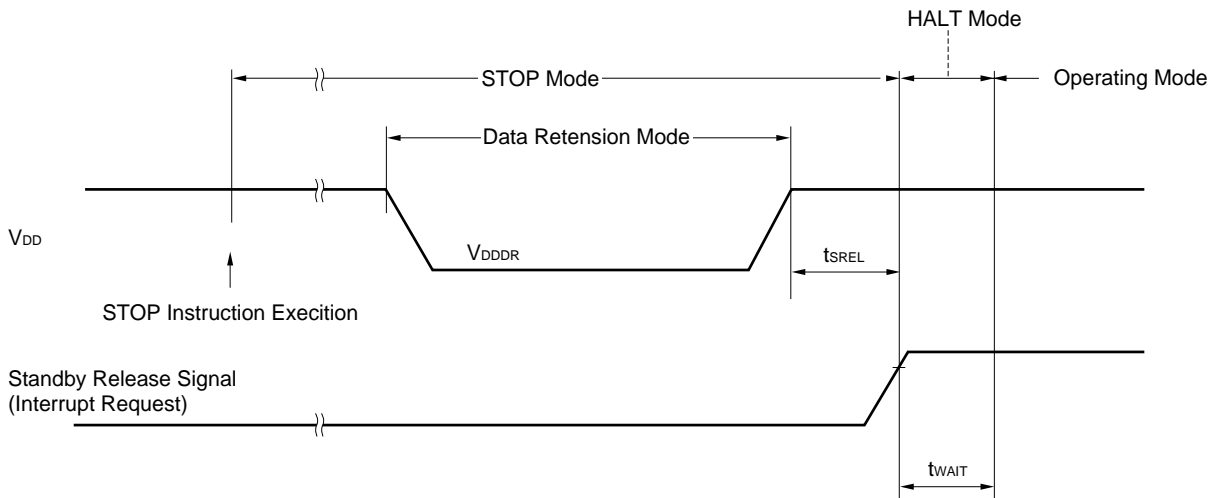 HALT Mode
STOP Mode
Operating Mode
Data Retension Mode
VDD
VDDDR
tSREL
STOP Instruction Execition
Standby Release Signal
(Interrupt Request)
tWAIT